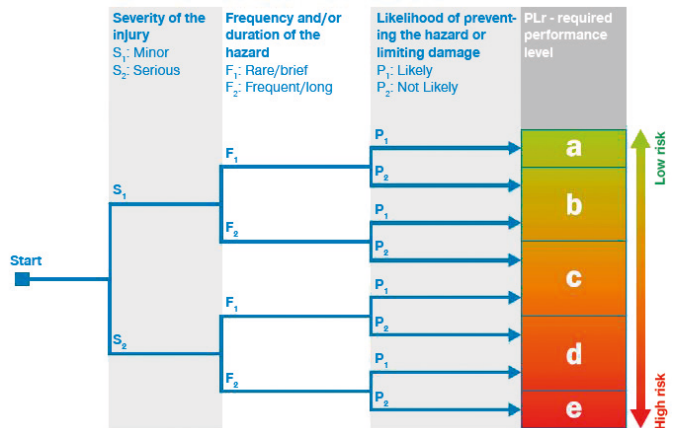 Severity of the
injury
S₁: Minor
S₂: Serious
Frequency and/or
duration of the
hazard
F₁: Rare/brief
F₂: Frequent/long
Likelihood of prevent-
ing the hazard or
limiting damage
P₁: Likely
P₂: Not Likely
PLr - required
performance
level
Start
S₁
S₂
F₁
F₂
F₁
F₂
P₁
P₂
P₁
P₂
P₁
P₂
P₁
P₂
a
b
c
d
e
Low risk
High risk